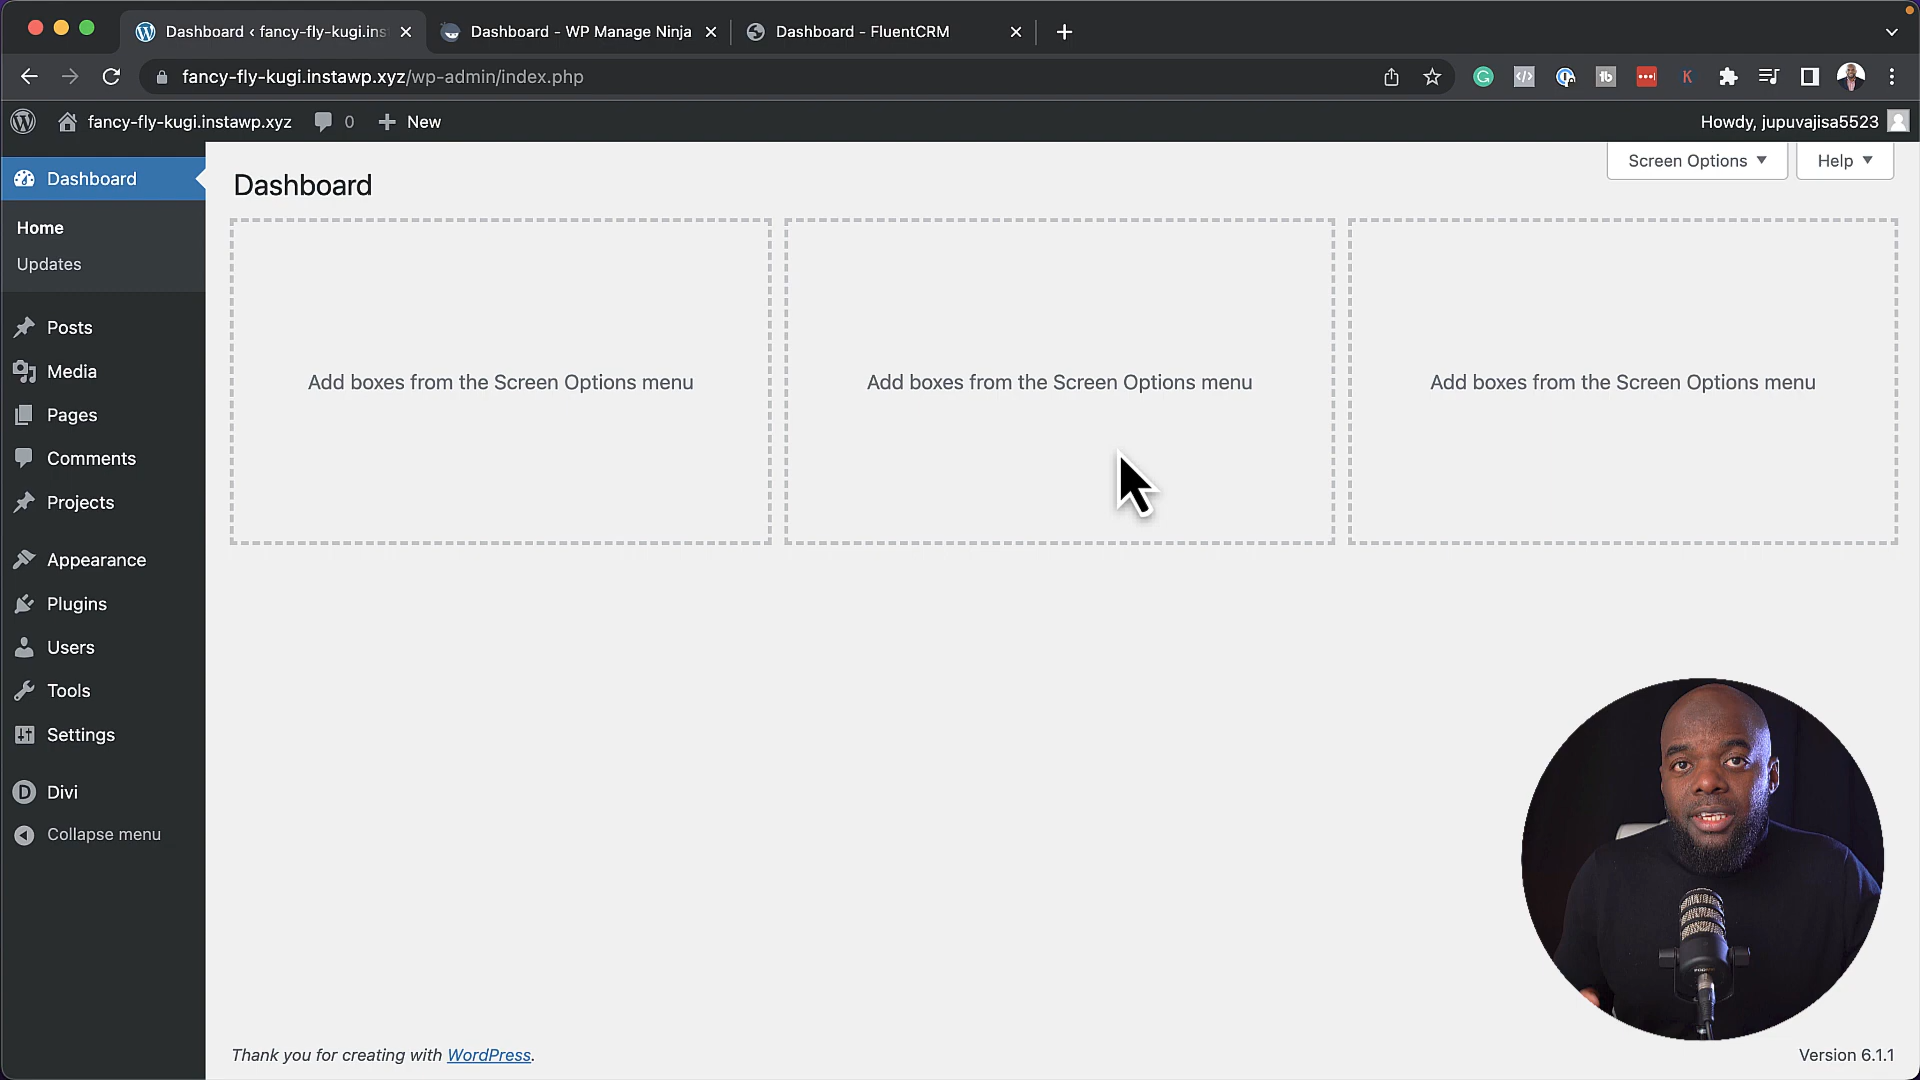 Dashboard ‹ fancy-fly-kugi.ins
Dashboard - WP Manage Ninja
Dashboard - FluentCRM
fancy-fly-kugi.instawp.xyz/wp-admin/index.php
fancy-fly-kugi.instawp.xyz
0
New
Howdy, jupuvajisa5523
Dashboard
Home
Updates
Posts
Media
Pages
Comments
Projects
Appearance
Plugins
Users
Tools
Settings
Divi
Collapse menu
Screen Options
Help
Dashboard
Add boxes from the Screen Options menu
Add boxes from the Screen Options menu
Add boxes from the Screen Options menu
Thank you for creating with WordPress.
Version 6.1.1